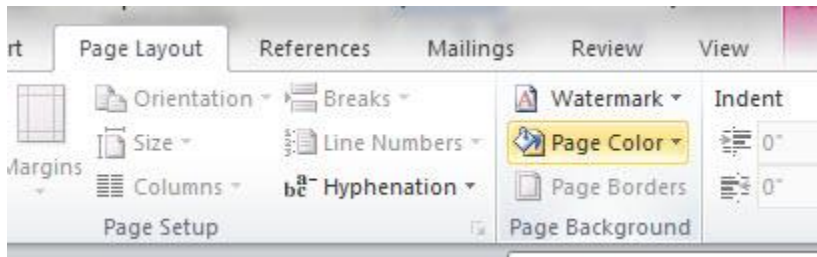 rt Page Layout References Mailings Review View
Orientation Breaks Watermark Indent
Size Line Numbers Page Color 0"
Margins
Columns Hyphenation Page Borders 0"
Page Setup Page Background